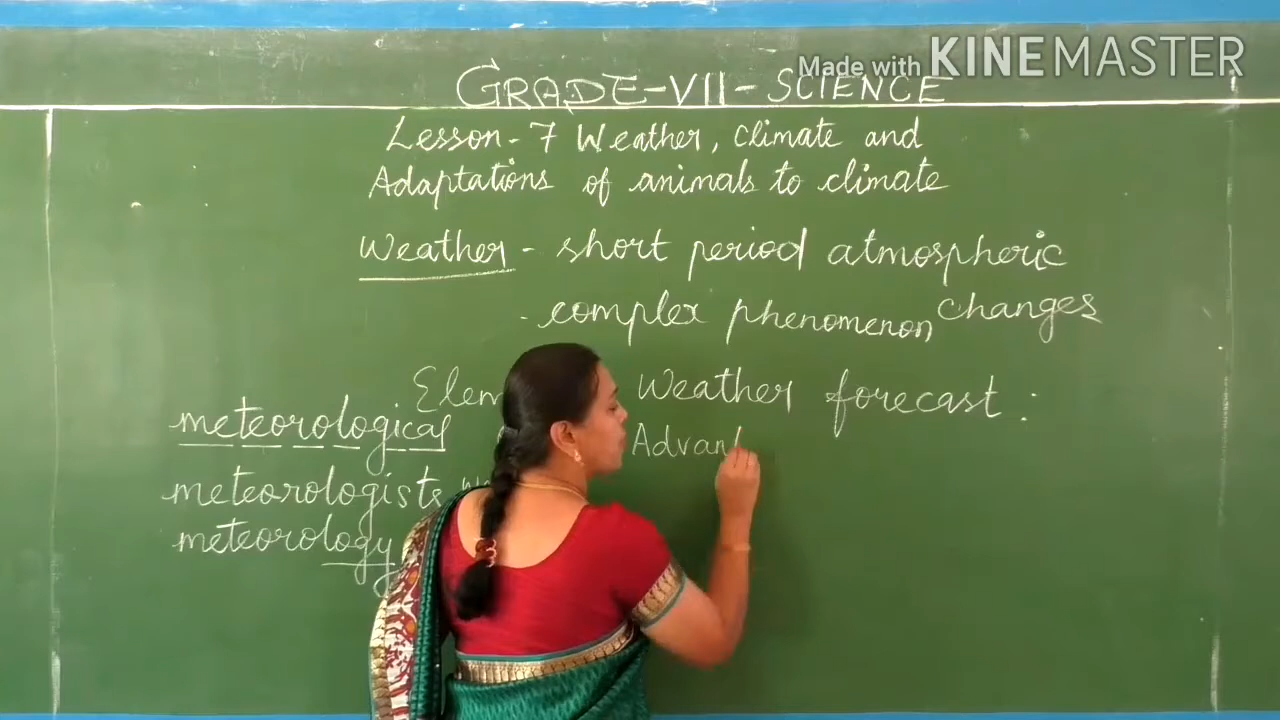 Made with KINEMASTER
GRADE-VII-SCIENCE
Lesson-7 Weather, Climate and
Adaptations of animals to climate
Weather - short period atmospheric
changes
- complex phenomenon
Weather forecast:
meteorological
meteorologists
meteorology